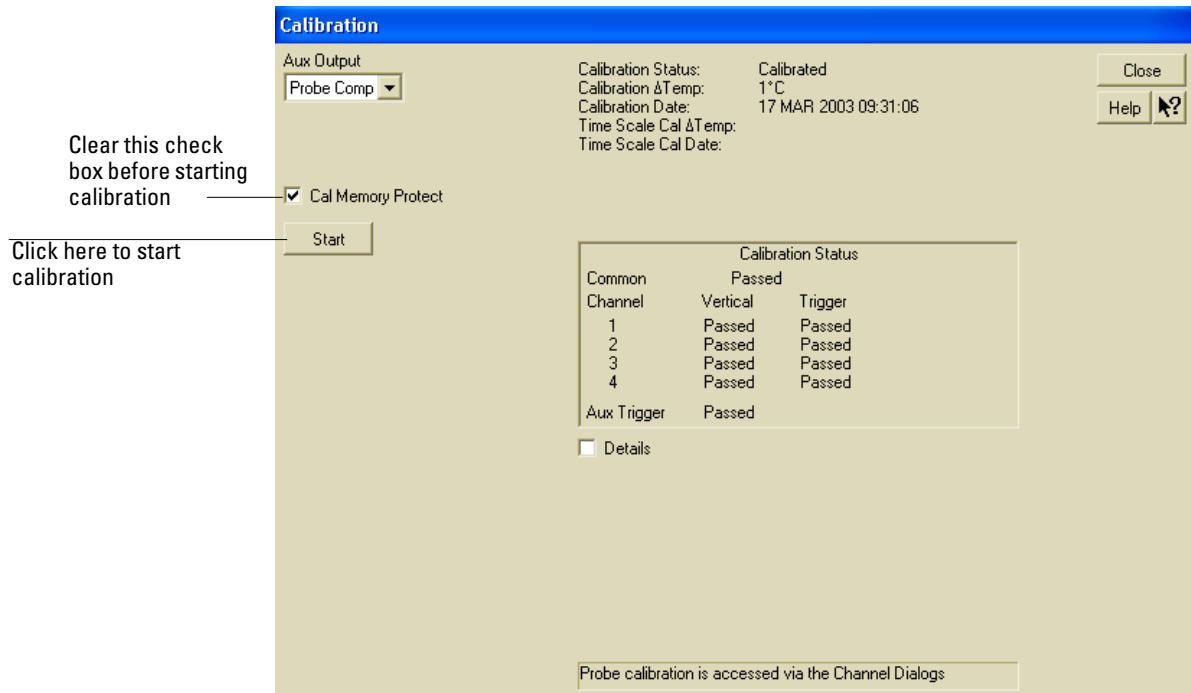 Calibration
Aux Output
Probe Comp
Clear this check
box before starting
calibration
Cal Memory Protect
Start
Click here to start
calibration
Calibration Status: Calibrated
Calibration ΔTemp: 1°C
Calibration Date: 17 MAR 2003 09:31:06
Time Scale Cal ΔTemp:
Time Scale Cal Date:
Close
Help ?
Calibration Status
Common Passed
Channel Vertical Trigger
1 Passed Passed
2 Passed Passed
3 Passed Passed
4 Passed Passed
Aux Trigger Passed
Details
Probe calibration is accessed via the Channel Dialogs